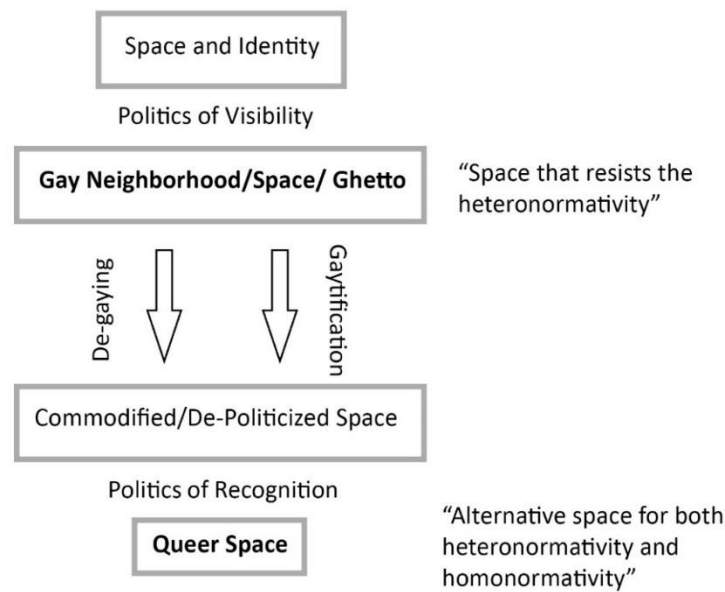 Space and Identity
Politics of Visibility
Gay Neighborhood/Space/ Ghetto
“Space that resists the
heteronormativity”
De-gaying
Gaytification
Commodified/De-Politicized Space
Politics of Recognition
Queer Space
“Alternative space for both
heteronormativity and
homonormativity”